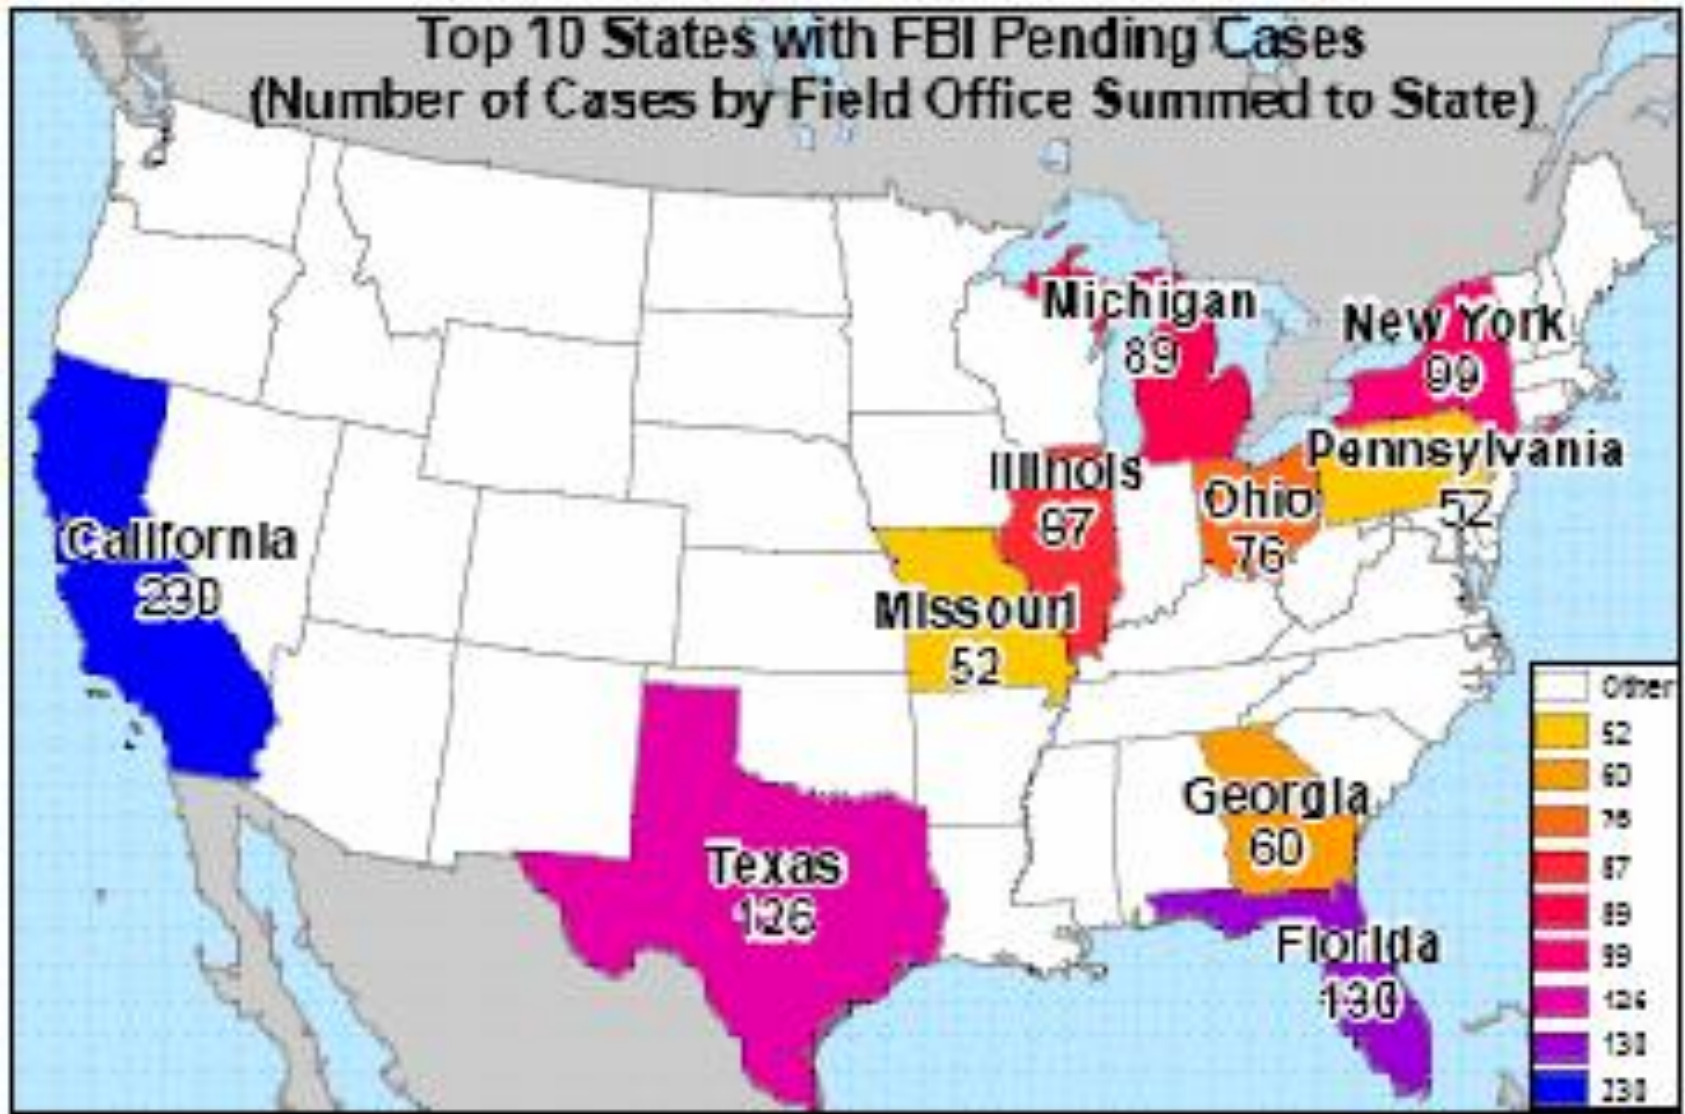 Top 10 States with FBI Pending Cases
(Number of Cases by Field Office Summed to State)
Michigan
89
New York
99
Pennsylvania
52
Illinois
87
Ohio
76
California
230
Missouri
52
Georgia
60
Texas
126
Florida
130
Other
52
60
76
87
89
99
126
130
230